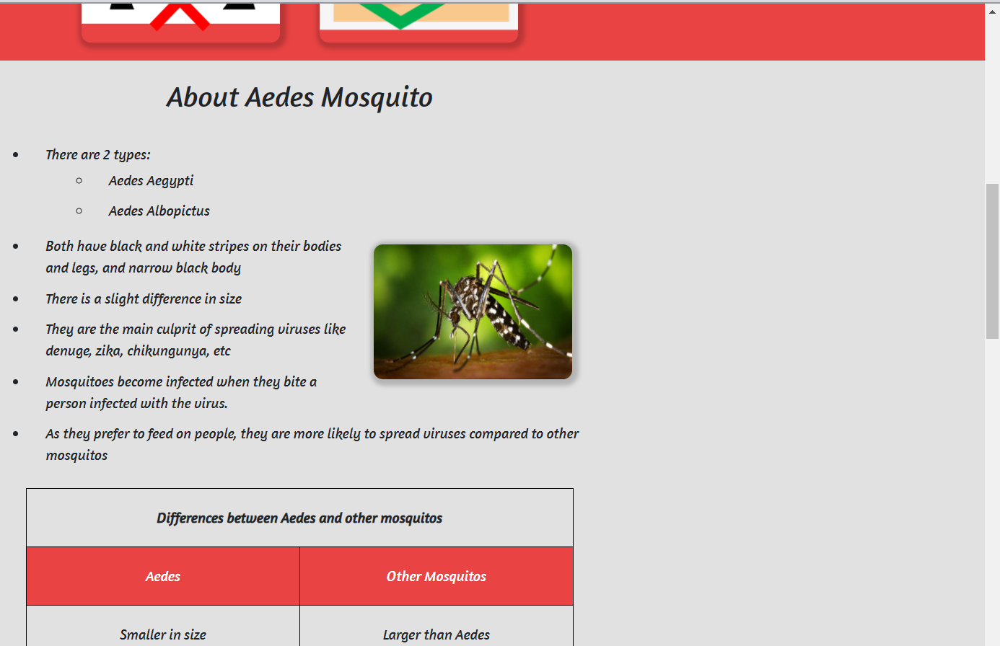 About Aedes Mosquito
There are 2 types:
Aedes Aegypti
Aedes Albopictus
Both have black and white stripes on their bodies
and legs, and narrow black body
There is a slight difference in size
They are the main culprit of spreading viruses like
denuge, zika, chikungunya, etc
Mosquitoes become infected when they bite a
person infected with the virus.
As they prefer to feed on people, they are more likely to spread viruses compared to other
mosquitos
Differences between Aedes and other mosquitos
Aedes
Other Mosquitos
Smaller in size
Larger than Aedes